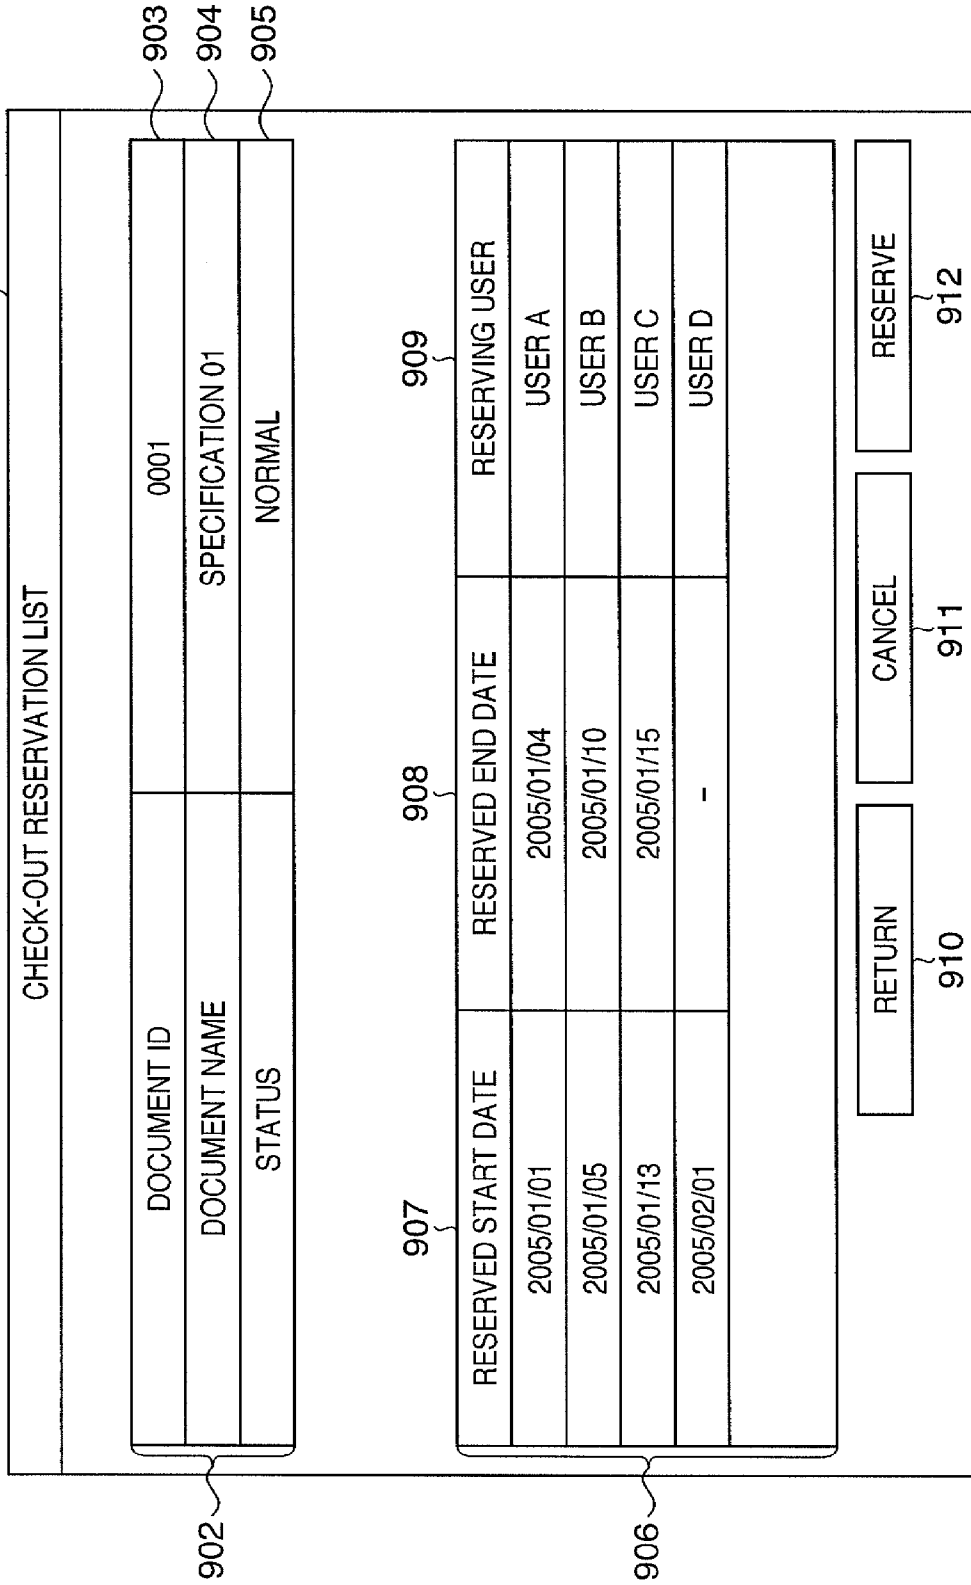 CHECK-OUT RESERVATION LIST
DOCUMENT ID 0001 903
DOCUMENT NAME SPECIFICATION 01 904
STATUS NORMAL 905
902
907 908 909
RESERVED START DATE RESERVED END DATE RESERVING USER
2005/01/01 2005/01/04 USER A
2005/01/05 2005/01/10 USER B
2005/01/13 2005/01/15 USER C
2005/02/01 - USER D
906
RETURN CANCEL RESERVE
910 911 912